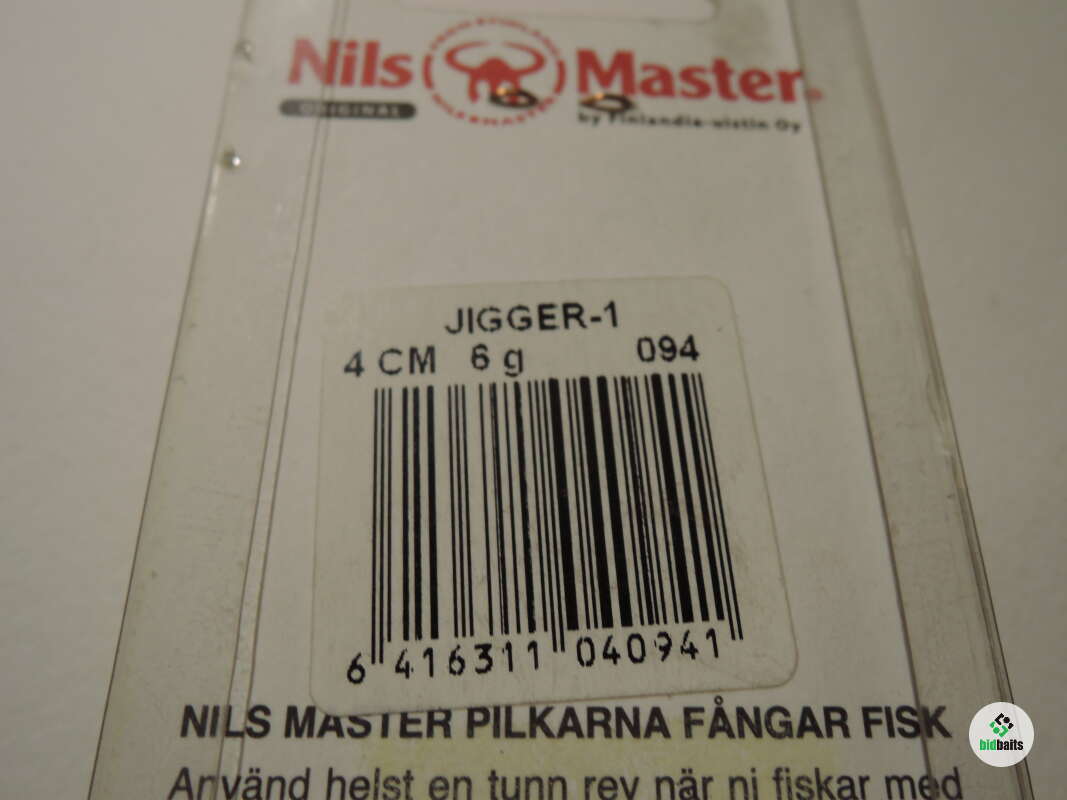 Nils Master
ORIGINAL
by Finlandia-uistin Oy
JIGGER-1
4 CM 6 g 094
6 416311 040941
NILS MASTER PILKARNA FÅNGAR FISK
Använd helst en tunn rev när ni fiskar med
bidbaits